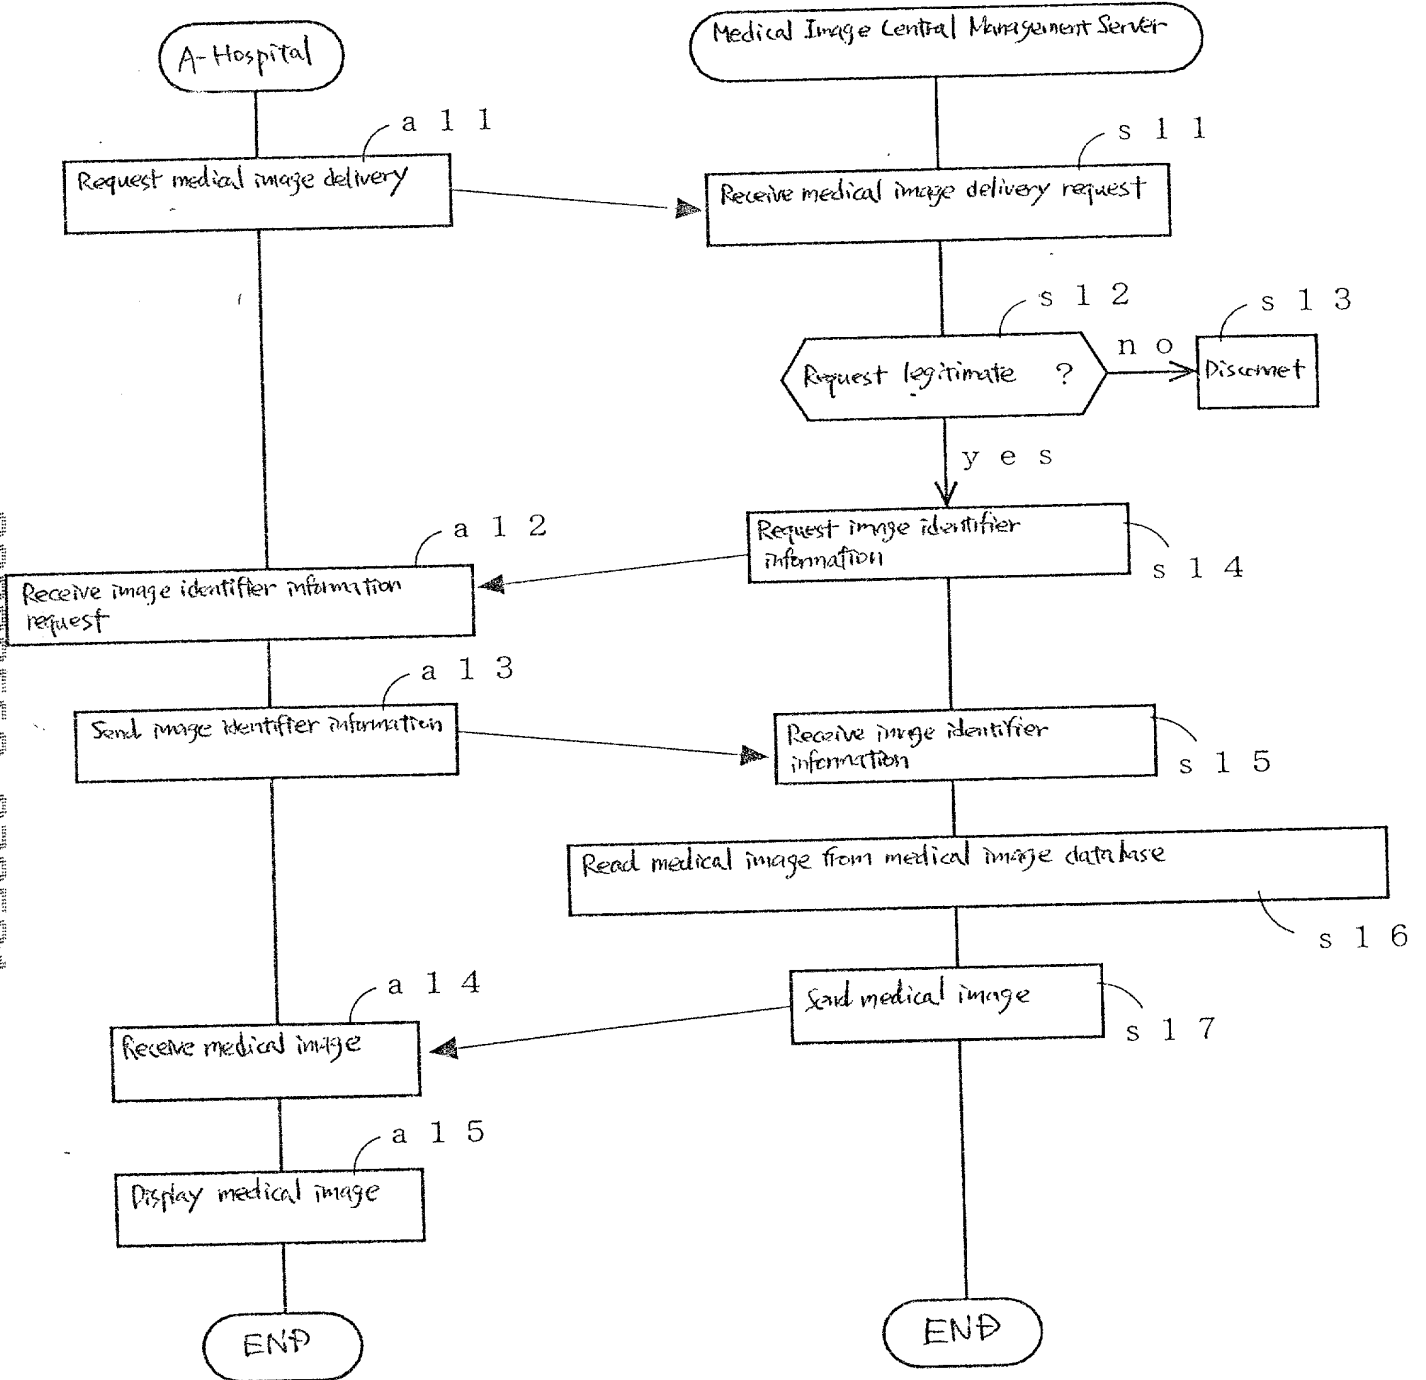 A-Hospital
Medical Image Central Management Server
a 1 1
s 1 1
Request medical image delivery
Receive medical image delivery request
s 1 2
s 1 3
Request legitimate ?
n o
Disconnet
y e s
a 1 2
Request image identifier
information
s 1 4
Receive image identifier information
request
a 1 3
Send image identifier information
Receive image identifier
information
s 1 5
Read medical image from medical image database
s 1 6
a 1 4
Send medical image
s 1 7
Receive medical image
a 1 5
Display medical image
END
END